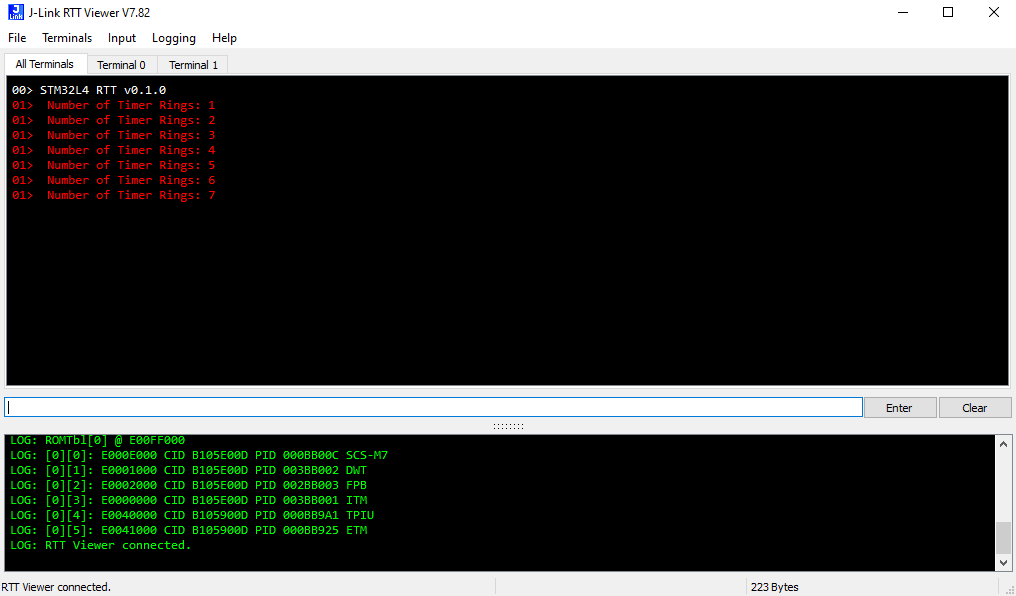 J-Link RTT Viewer V7.82
File Terminals Input Logging Help
All Terminals Terminal 0 Terminal 1
00> STM32L4 RTT v0.1.0
01>  Number of Timer Rings: 1
01>  Number of Timer Rings: 2
01>  Number of Timer Rings: 3
01>  Number of Timer Rings: 4
01>  Number of Timer Rings: 5
01>  Number of Timer Rings: 6
01>  Number of Timer Rings: 7
Enter Clear
LOG: ROMTbl[0] @ E00FF000
LOG: [0][0]: E000E000 CID B105E00D PID 000BB00C SCS-M7
LOG: [0][1]: E0001000 CID B105E00D PID 003BB002 DWT
LOG: [0][2]: E0002000 CID B105E00D PID 002BB003 FPB
LOG: [0][3]: E0000000 CID B105E00D PID 003BB001 ITM
LOG: [0][4]: E0040000 CID B105900D PID 000BB9A1 TPIU
LOG: [0][5]: E0041000 CID B105900D PID 000BB925 ETM
LOG: RTT Viewer connected.
RTT Viewer connected. 223 Bytes